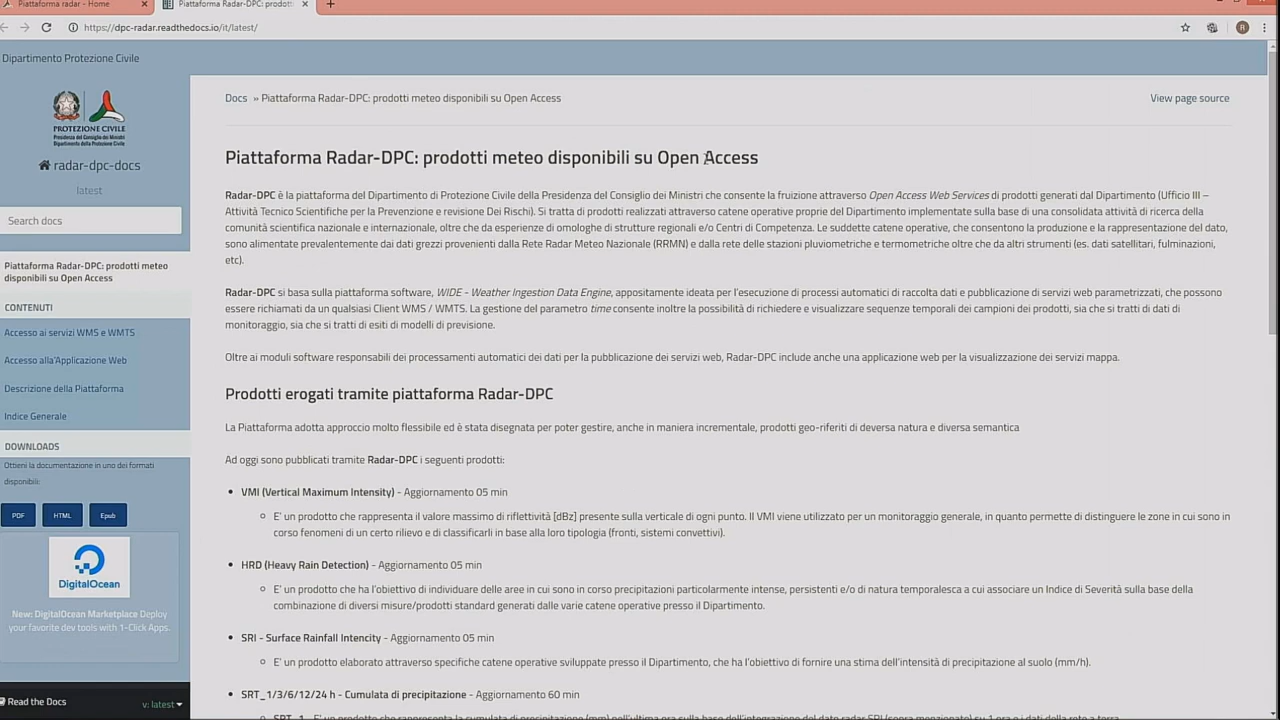 Piattaforma radar - Home
Piattaforma Radar-DPC: prodott
https://dpc-radar.readthedocs.io/it/latest/
Dipartimento Protezione Civile
PROTEZIONE CIVILE
Presidenza del Consiglio dei Ministri
Dipartimento della Protezione Civile
radar-dpc-docs
latest
Search docs
Piattaforma Radar-DPC: prodotti meteo
disponibili su Open Access
CONTENUTI
Accesso ai servizi WMS e WMTS
Accesso alla'Applicazione Web
Descrizione della Piattaforma
Indice Generale
DOWNLOADS
Ottieni la documentazione in uno dei formati
disponibili:
PDF
HTML
Epub
DigitalOcean
New: DigitalOcean Marketplace Deploy
your favorite dev tools with 1-Click Apps.
Read the Docs
v: latest
Docs » Piattaforma Radar-DPC: prodotti meteo disponibili su Open Access
View page source
Piattaforma Radar-DPC: prodotti meteo disponibili su Open Access
Radar-DPC è la piattaforma del Dipartimento di Protezione Civile della Presidenza del Consiglio dei Ministri che consente la fruizione attraverso Open Access Web Services di prodotti generati dal Dipartimento (Ufficio III –
Attività Tecnico Scientifiche per la Prevenzione e revisione Dei Rischi). Si tratta di prodotti realizzati attraverso catene operative proprie del Dipartimento implementate sulla base di una consolidata attività di ricerca della
comunità scientifica nazionale e internazionale, oltre che da esperienze di omologhe di strutture regionali e/o Centri di Competenza. Le suddette catene operative, che consentono la produzione e la rappresentazione del dato,
sono alimentate prevalentemente dai dati grezzi provenienti dalla Rete Radar Meteo Nazionale (RRMN) e dalla rete delle stazioni pluviometriche e termometriche oltre che da altri strumenti (es. dati satellitari, fulminazioni,
etc).
Radar-DPC si basa sulla piattaforma software, WIDE - Weather Ingestion Data Engine, appositamente ideata per l'esecuzione di processi automatici di raccolta dati e pubblicazione di servizi web parametrizzati, che possono
essere richiamati da un qualsiasi Client WMS / WMTS. La gestione del parametro time consente inoltre la possibilità di richiedere e visualizzare sequenze temporali dei campioni dei prodotti, sia che si tratti di dati di
monitoraggio, sia che si tratti di esiti di modelli di previsione.
Oltre ai moduli software responsabili dei processamenti automatici dei dati per la pubblicazione dei servizi web, Radar-DPC include anche una applicazione web per la visualizzazione dei servizi mappa.
Prodotti erogati tramite piattaforma Radar-DPC
La Piattaforma adotta approccio molto flessibile ed è stata disegnata per poter gestire, anche in maniera incrementale, prodotti geo-riferiti di deversa natura e diversa semantica
Ad oggi sono pubblicati tramite Radar-DPC i seguenti prodotti:
VMI (Vertical Maximum Intensity) - Aggiornamento 05 min
E' un prodotto che rappresenta il valore massimo di riflettività [dBz] presente sulla verticale di ogni punto. Il VMI viene utilizzato per un monitoraggio generale, in quanto permette di distinguere le zone in cui sono in
corso fenomeni di un certo rilievo e di classificarli in base alla loro tipologia (fronti, sistemi convettivi).
HRD (Heavy Rain Detection) - Aggiornamento 05 min
E' un prodotto che ha l'obiettivo di individuare delle aree in cui sono in corso precipitazioni particolarmente intense, persistenti e/o di natura temporalesca a cui associare un Indice di Severità sulla base della
combinazione di diversi misure/prodotti standard generati dalle varie catene operative presso il Dipartimento.
SRI - Surface Rainfall Intencity - Aggiornamento 05 min
E' un prodotto elaborato attraverso specifiche catene operative sviluppate presso il Dipartimento, che ha l'obiettivo di fornire una stima dell'intensità di precipitazione al suolo (mm/h).
SRT_1/3/6/12/24 h - Cumulata di precipitazione - Aggiornamento 60 min
SRT_1 - E' un prodotto che rappresenta la cumulata di precipitazione (mm) nell'ultima ora sulla base dell'integrazione del dato radar SRI (sopra menzionato) su 1 ora e i dati della rete a terra